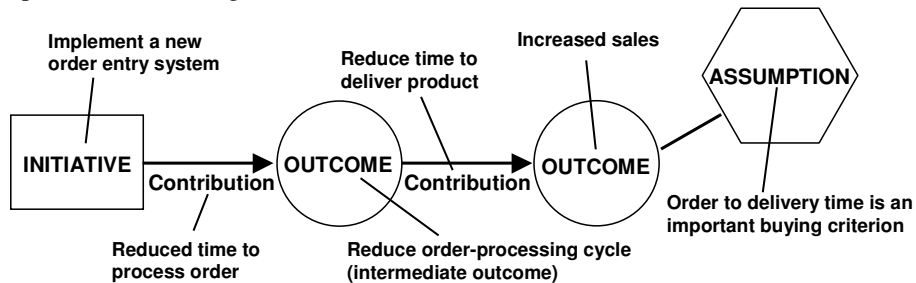 Implement a new
order entry system
Reduce time to
deliver product
Increased sales
ASSUMPTION
INITIATIVE
OUTCOME
OUTCOME
Contribution
Contribution
Order to delivery time is an
important buying criterion
Reduced time to
process order
Reduce order-processing cycle
(intermediate outcome)